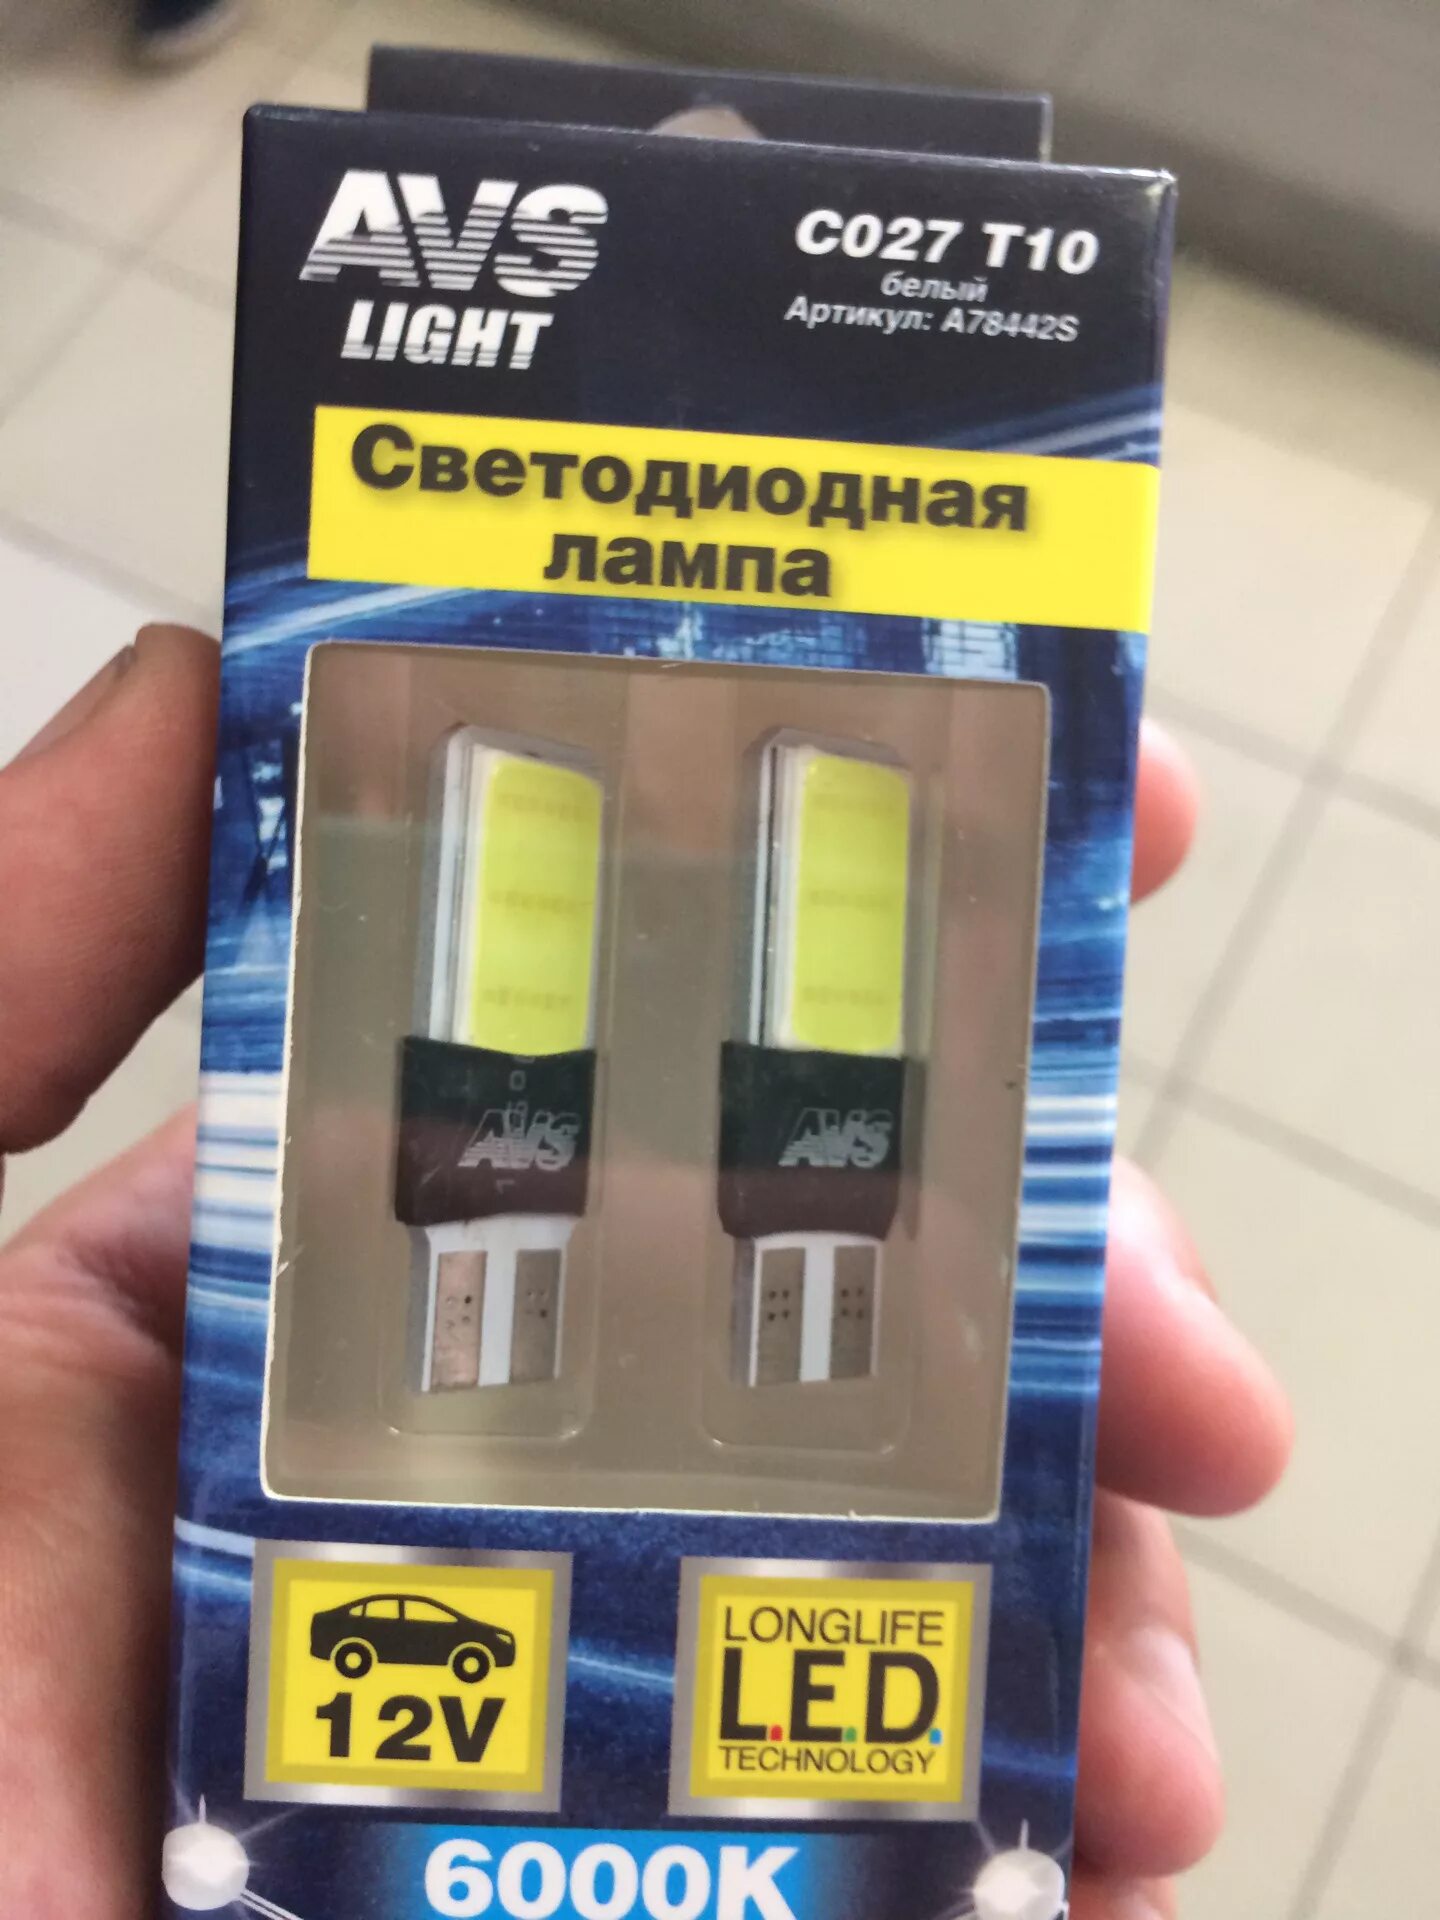 AVS
LIGHT
C027 T10
белый
Артикул: A78442S
Светодиодная
лампа
AVS
AVS
12V
LONGLIFE
L.E.D.
TECHNOLOGY
6000K